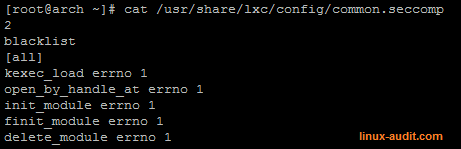 [root@arch ~]# cat /usr/share/lxc/config/common.seccomp
2
blacklist
[all]
kexec_load errno 1
open_by_handle_at errno 1
init_module errno 1
finit_module errno 1
delete_module errno 1
linux-audit.com